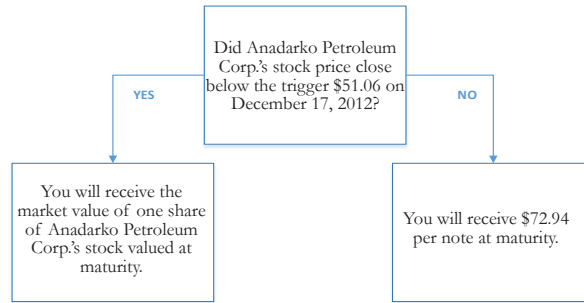 Did Anadarko Petroleum
Corp.'s stock price close
below the trigger $51.06 on
December 17, 2012?
YES
NO
You will receive the
market value of one share
of Anadarko Petroleum
Corp.'s stock valued at
maturity.
You will receive $72.94
per note at maturity.